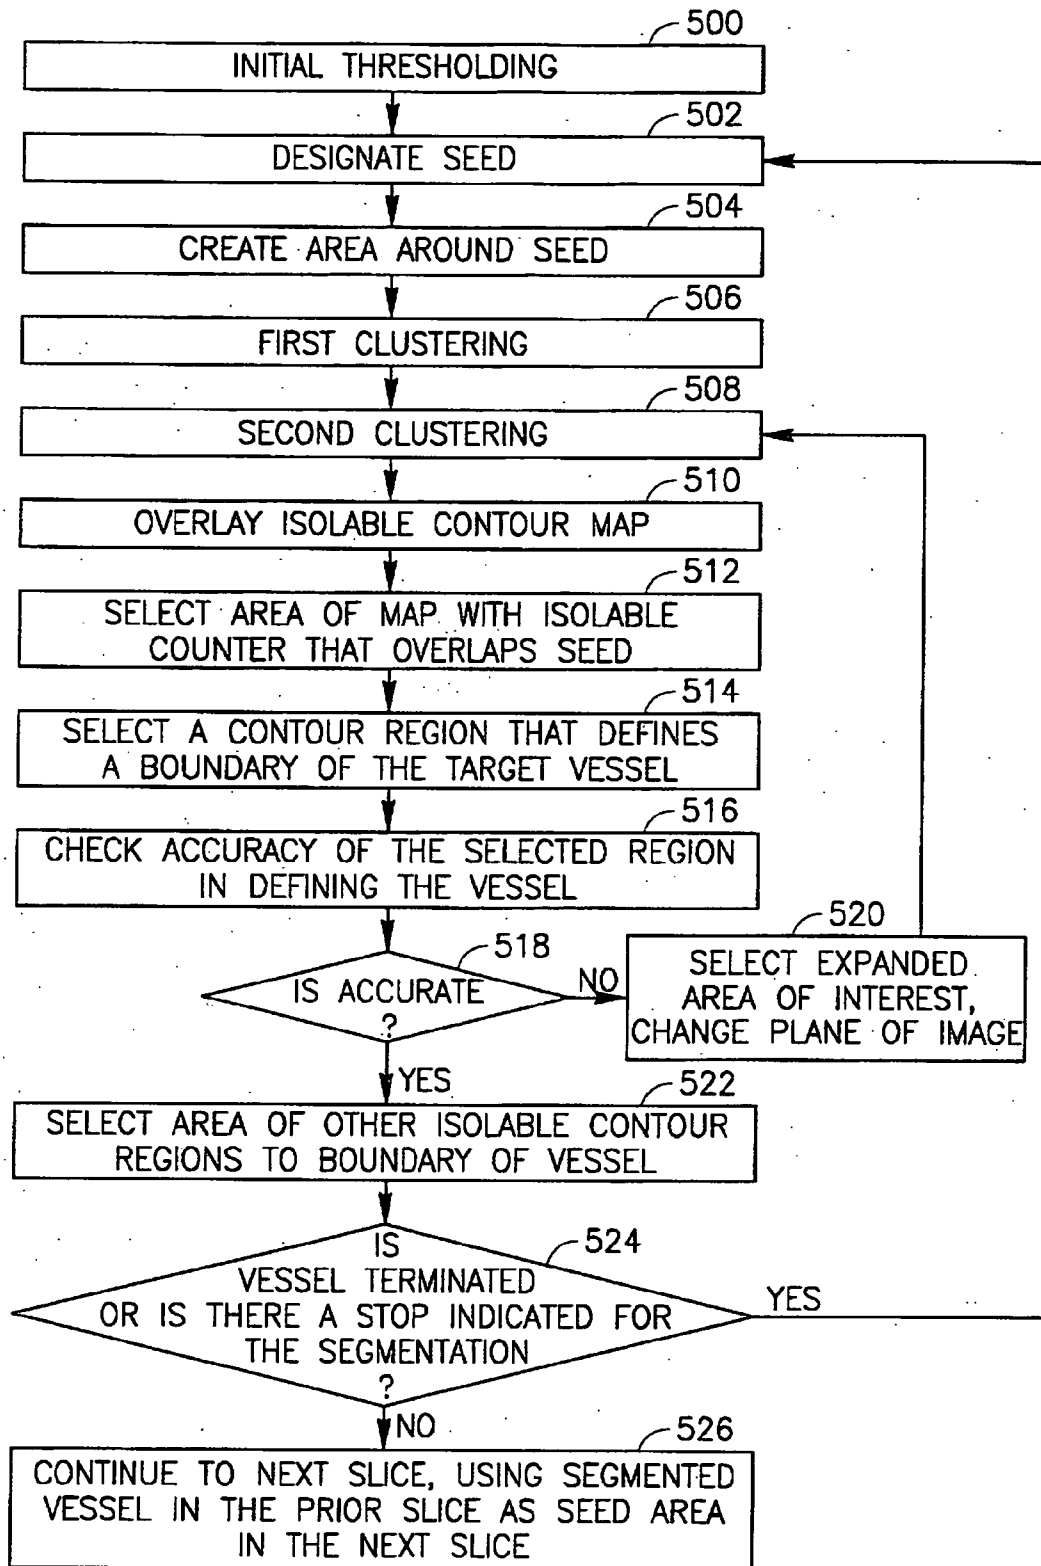 500
INITIAL THRESHOLDING
502
DESIGNATE SEED
504
CREATE AREA AROUND SEED
506
FIRST CLUSTERING
508
SECOND CLUSTERING
510
OVERLAY ISOLABLE CONTOUR MAP
512
SELECT AREA OF MAP WITH ISOLABLE
COUNTER THAT OVERLAPS SEED
514
SELECT A CONTOUR REGION THAT DEFINES
A BOUNDARY OF THE TARGET VESSEL
516
CHECK ACCURACY OF THE SELECTED REGION
IN DEFINING THE VESSEL
518
IS ACCURATE
?
NO
520
SELECT EXPANDED
AREA OF INTEREST,
CHANGE PLANE OF IMAGE
YES
522
SELECT AREA OF OTHER ISOLABLE CONTOUR
REGIONS TO BOUNDARY OF VESSEL
524
IS
VESSEL TERMINATED
OR IS THERE A STOP INDICATED FOR
THE SEGMENTATION
?
YES
NO
526
CONTINUE TO NEXT SLICE, USING SEGMENTED
VESSEL IN THE PRIOR SLICE AS SEED AREA
IN THE NEXT SLICE